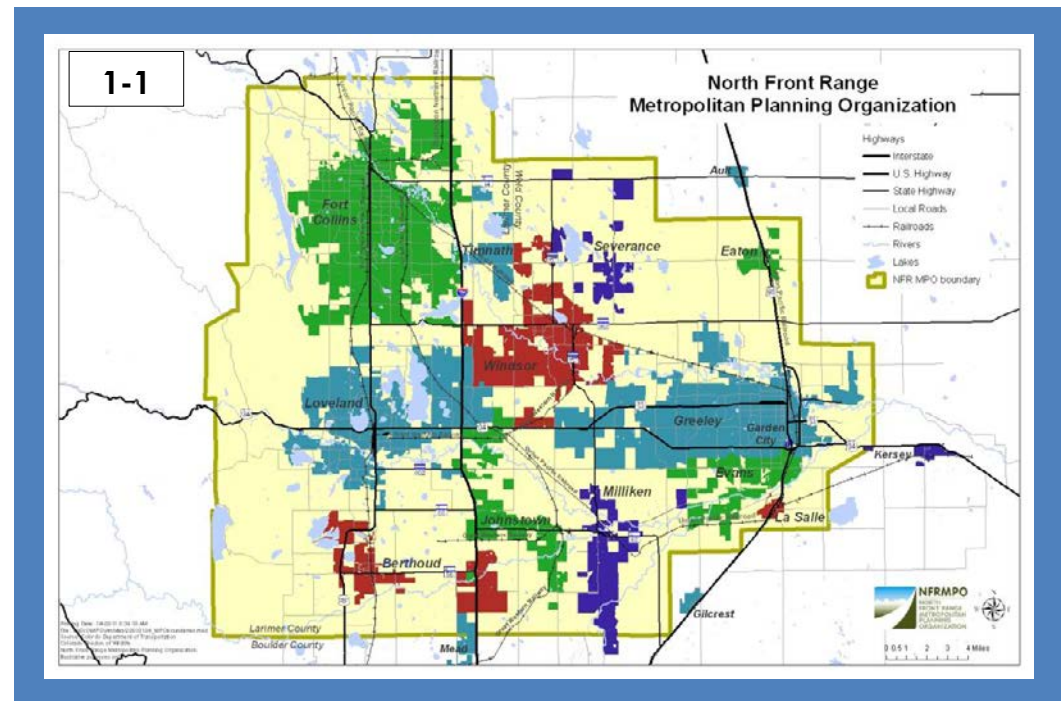 1-1
North Front Range
Metropolitan Planning Organization
Highways
Interstate
U.S. Highway
State Highway
Local Roads
Railroads
Rivers
Lakes
NFR MPO boundary
Ault
Fort
Collins
Larimer County
Weld County
Timnath
Severance
Eaton
Windsor
Loveland
Greeley
Garden
City
Kersey
Evans
Milliken
La Salle
Johnstown
Berthoud
Gilcrest
Mead
Larimer County
Boulder County
NFRMPO
NORTH
FRONT RANGE
METROPOLITAN
PLANNING
ORGANIZATION
0 0.5 1 2 3 4 Miles